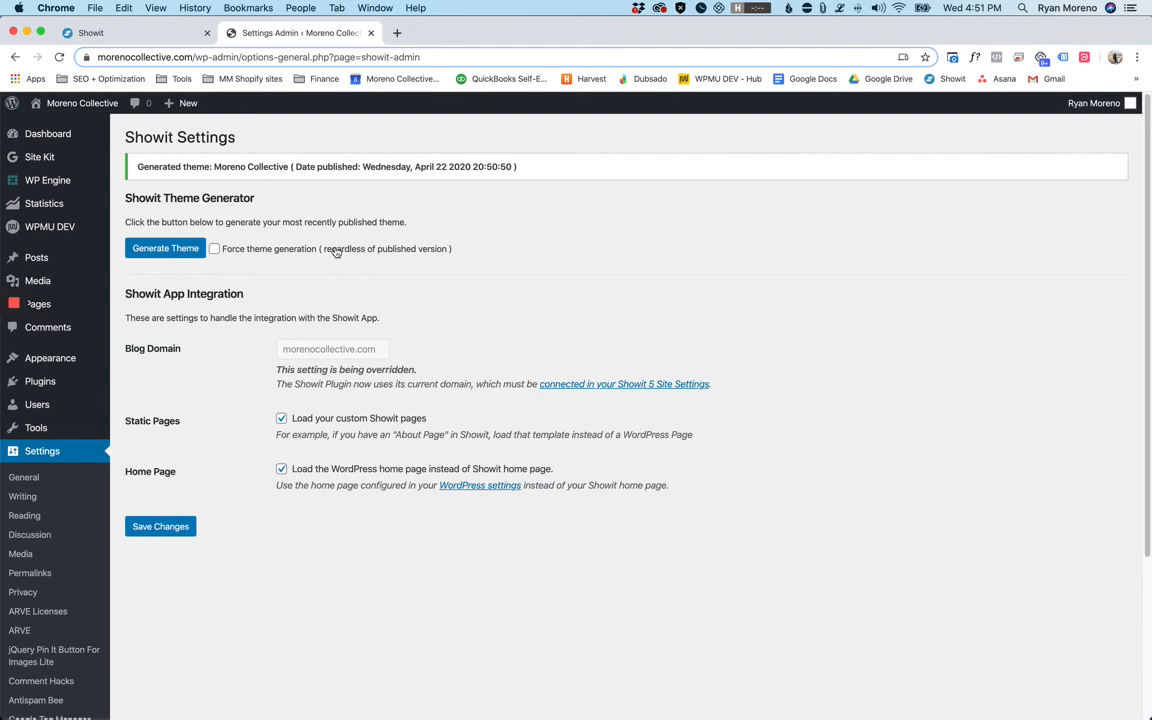 Chrome File Edit View History Bookmarks People Tab Window Help H -:-- Wed 4:51 PM Ryan Moreno
Showit Settings Admin < Moreno Collect
morenocollective.com/wp-admin/options-general.php?page=showit-admin
Apps SEO + Optimization Tools MM Shopify sites Finance Moreno Collective... QuickBooks Self-E... Harvest Dubsado WPMU DEV - Hub Google Docs Google Drive Showit Asana Gmail »
Moreno Collective 0 New Ryan Moreno
Dashboard
Site Kit
WP Engine
Statistics
WPMU DEV
Posts
Media
Pages
Comments
Appearance
Plugins
Users
Tools
Settings
General
Writing
Reading
Discussion
Media
Permalinks
Privacy
ARVE Licenses
ARVE
jQuery Pin It Button For
Images Lite
Comment Hacks
Antispam Bee
Google Tag Manager
Showit Settings
Generated theme: Moreno Collective ( Date published: Wednesday, April 22 2020 20:50:50 )
Showit Theme Generator
Click the button below to generate your most recently published theme.
Generate Theme Force theme generation ( regardless of published version )
Showit App Integration
These are settings to handle the integration with the Showit App.
Blog Domain morenocollective.com
This setting is being overridden.
The Showit Plugin now uses its current domain, which must be connected in your Showit 5 Site Settings.
Static Pages Load your custom Showit pages
For example, if you have an "About Page" in Showit, load that template instead of a WordPress Page
Home Page Load the WordPress home page instead of Showit home page.
Use the home page configured in your WordPress settings instead of your Showit home page.
Save Changes